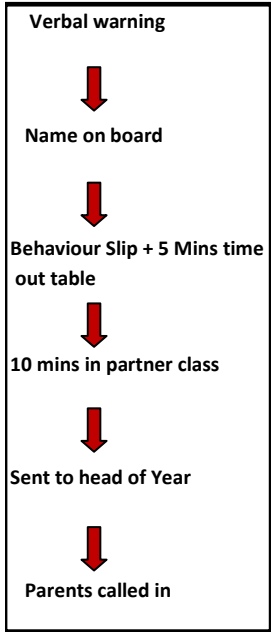 Verbal warning
Name on board
Behaviour Slip + 5 Mins time
out table
10 mins in partner class
Sent to head of Year
Parents called in